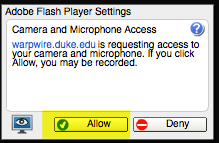 Adobe Flash Player Settings
Camera and Microphone Access
warpwire.duke.edu is requesting access to
your camera and microphone. If you click
Allow, you may be recorded.
Allow
Deny